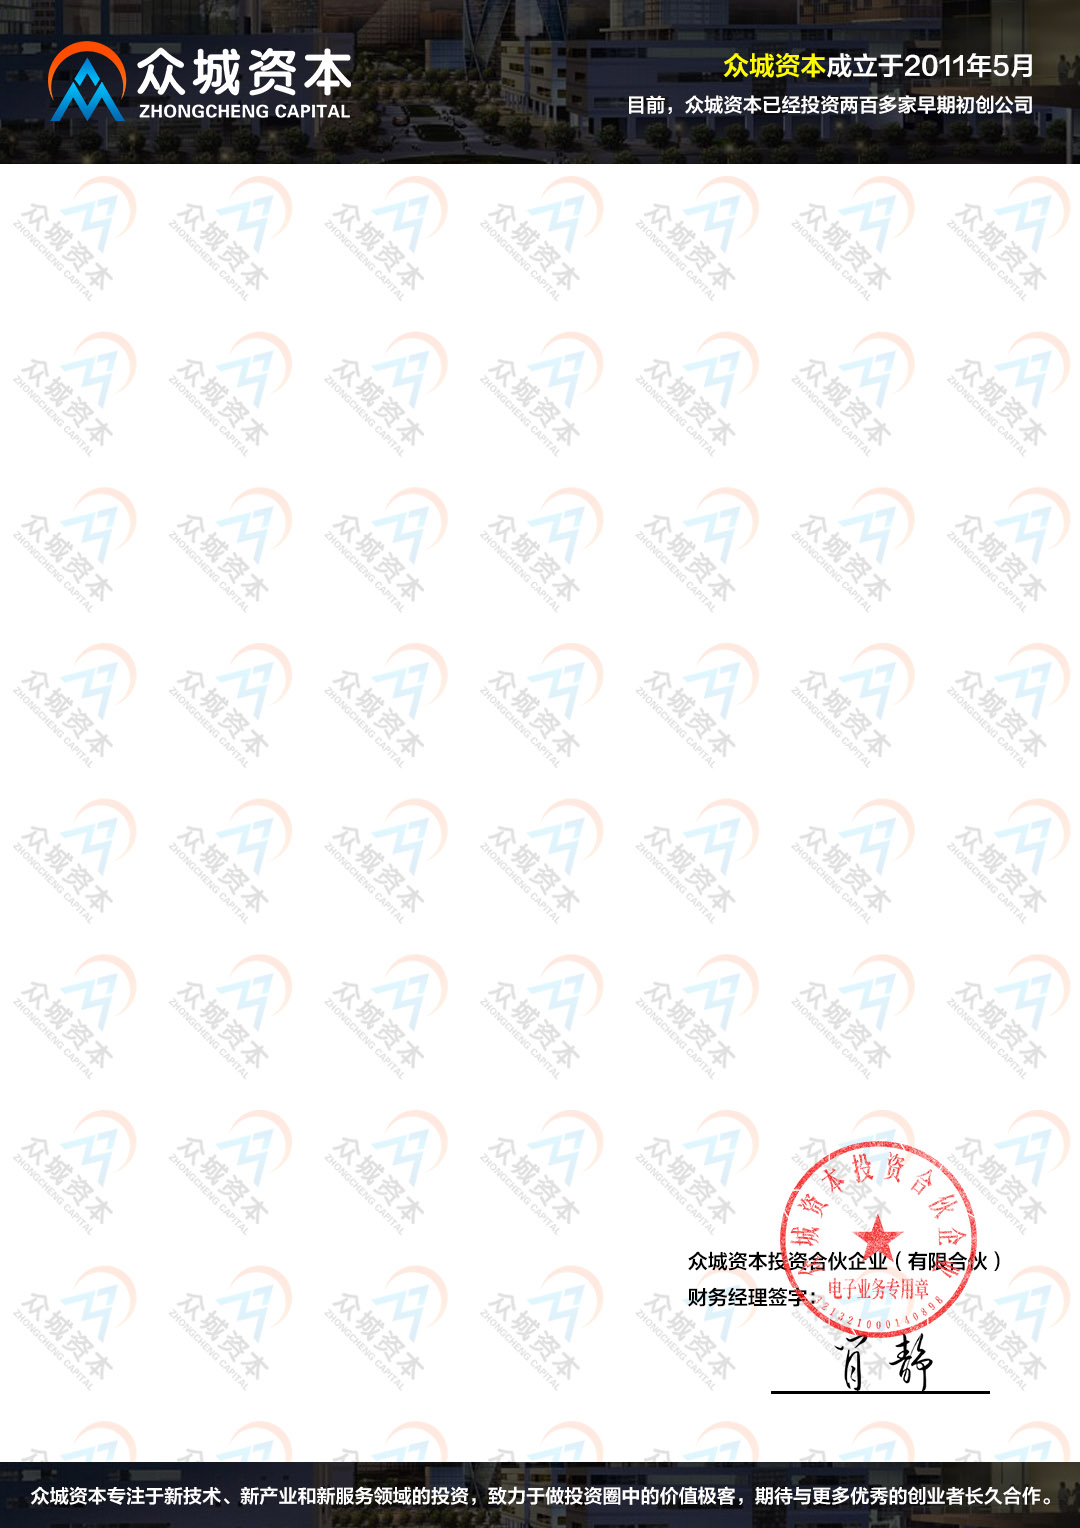 众城资本
ZHONGCHENG CAPITAL
众城资本成立于2011年5月
目前，众城资本已经投资两百多家早期初创公司
众城资本投资合伙企业
众城资本投资合伙企业（有限合伙）
电子业务专用章
财务经理签字：
肖静
众城资本专注于新技术、新产业和新服务领域的投资，致力于做投资圈中的价值极客，期待与更多优秀的创业者长久合作。